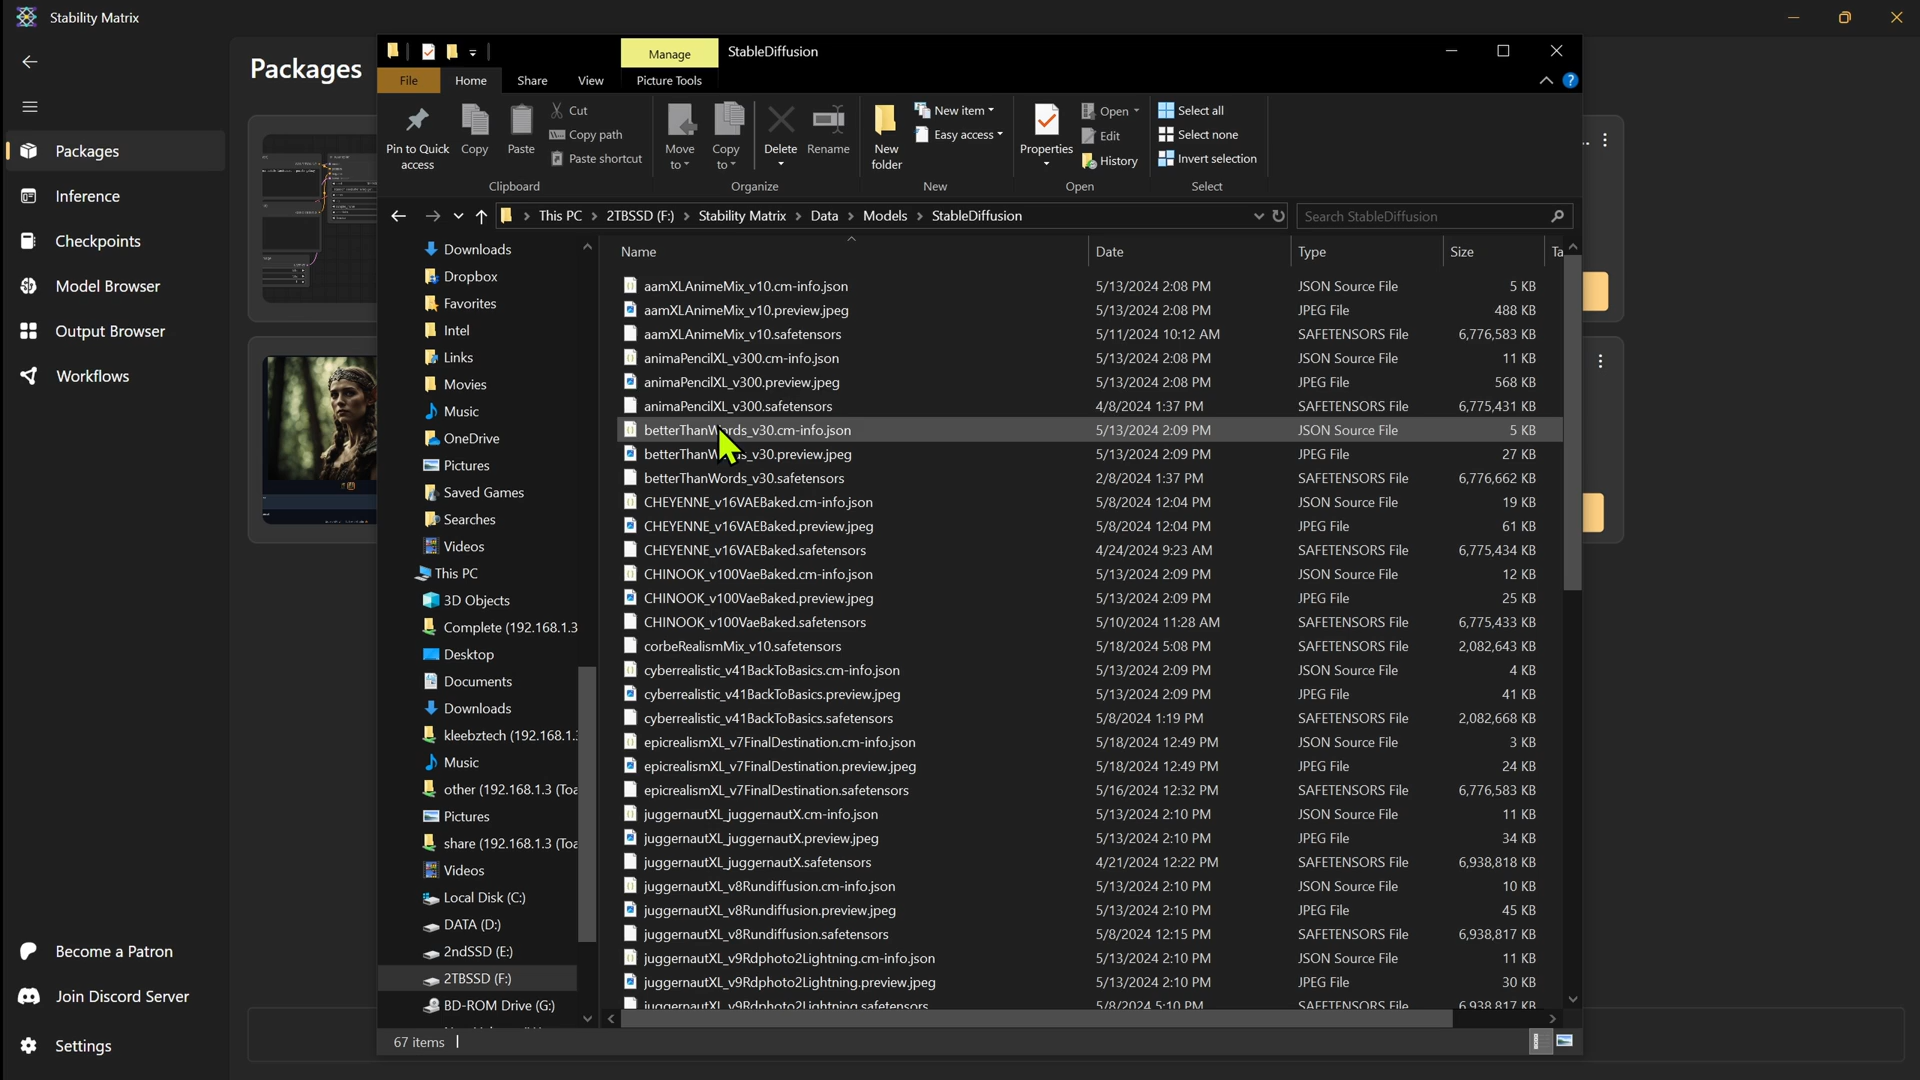 Stability Matrix
Packages
Packages
Inference
Checkpoints
Model Browser
Output Browser
Workflows
Become a Patron
Join Discord Server
Settings
Manage
StableDiffusion
File
Home
Share
View
Picture Tools
Pin to Quick access
Copy
Paste
Cut
Copy path
Paste shortcut
Clipboard
Move to
Copy to
Delete
Rename
Organize
New folder
New item
Easy access
New
Properties
Open
Edit
History
Open
Select all
Select none
Invert selection
Select
This PC > 2TBSSD (F:) > Stability Matrix > Data > Models > StableDiffusion
Search StableDiffusion
Downloads
Dropbox
Favorites
Intel
Links
Movies
Music
OneDrive
Pictures
Saved Games
Searches
Videos
This PC
3D Objects
Complete (192.168.1.3
Desktop
Documents
Downloads
kleebztech (192.168.1.3
Music
other (192.168.1.3 (Toa
Pictures
share (192.168.1.3 (Toa
Videos
Local Disk (C:)
DATA (D:)
2ndSSD (E:)
2TBSSD (F:)
BD-ROM Drive (G:)
Name Date Type Size Ta
aamXLAnimeMix_v10.cm-info.json 5/13/2024 2:08 PM JSON Source File 5 KB
aamXLAnimeMix_v10.preview.jpeg 5/13/2024 2:08 PM JPEG File 488 KB
aamXLAnimeMix_v10.safetensors 5/11/2024 10:12 AM SAFETENSORS File 6,776,583 KB
animaPencilXL_v300.cm-info.json 5/13/2024 2:08 PM JSON Source File 11 KB
animaPencilXL_v300.preview.jpeg 5/13/2024 2:08 PM JPEG File 568 KB
animaPencilXL_v300.safetensors 4/8/2024 1:37 PM SAFETENSORS File 6,775,431 KB
betterThanWords_v30.cm-info.json 5/13/2024 2:09 PM JSON Source File 5 KB
betterThanWords_v30.preview.jpeg 5/13/2024 2:09 PM JPEG File 27 KB
betterThanWords_v30.safetensors 2/8/2024 1:37 PM SAFETENSORS File 6,776,662 KB
CHEYENNE_v16VAEBaked.cm-info.json 5/8/2024 12:04 PM JSON Source File 19 KB
CHEYENNE_v16VAEBaked.preview.jpeg 5/8/2024 12:04 PM JPEG File 61 KB
CHEYENNE_v16VAEBaked.safetensors 4/24/2024 9:23 AM SAFETENSORS File 6,775,434 KB
CHINOOK_v100VaeBaked.cm-info.json 5/13/2024 2:09 PM JSON Source File 12 KB
CHINOOK_v100VaeBaked.preview.jpeg 5/13/2024 2:09 PM JPEG File 25 KB
CHINOOK_v100VaeBaked.safetensors 5/10/2024 11:28 AM SAFETENSORS File 6,775,433 KB
corbeRealismMix_v10.safetensors 5/18/2024 5:08 PM SAFETENSORS File 2,082,643 KB
cyberrealistic_v41BackToBasics.cm-info.json 5/13/2024 2:09 PM JSON Source File 4 KB
cyberrealistic_v41BackToBasics.preview.jpeg 5/13/2024 2:09 PM JPEG File 41 KB
cyberrealistic_v41BackToBasics.safetensors 5/8/2024 1:19 PM SAFETENSORS File 2,082,668 KB
epicrealismXL_v7FinalDestination.cm-info.json 5/18/2024 12:49 PM JSON Source File 3 KB
epicrealismXL_v7FinalDestination.preview.jpeg 5/18/2024 12:49 PM JPEG File 24 KB
epicrealismXL_v7FinalDestination.safetensors 5/16/2024 12:32 PM SAFETENSORS File 6,776,583 KB
juggernautXL_juggernautX.cm-info.json 5/13/2024 2:10 PM JSON Source File 11 KB
juggernautXL_juggernautX.preview.jpeg 5/13/2024 2:10 PM JPEG File 34 KB
juggernautXL_juggernautX.safetensors 4/21/2024 12:22 PM SAFETENSORS File 6,938,818 KB
juggernautXL_v8Rundiffusion.cm-info.json 5/13/2024 2:10 PM JSON Source File 10 KB
juggernautXL_v8Rundiffusion.preview.jpeg 5/13/2024 2:10 PM JPEG File 45 KB
juggernautXL_v8Rundiffusion.safetensors 5/8/2024 12:15 PM SAFETENSORS File 6,938,817 KB
juggernautXL_v9Rdphoto2Lightning.cm-info.json 5/13/2024 2:10 PM JSON Source File 11 KB
juggernautXL_v9Rdphoto2Lightning.preview.jpeg 5/13/2024 2:10 PM JPEG File 30 KB
juggernautXL_v9Rdphoto2Lightning.safetensors 5/8/2024 5:10 PM SAFETENSORS File 6,938,817 KB
67 items